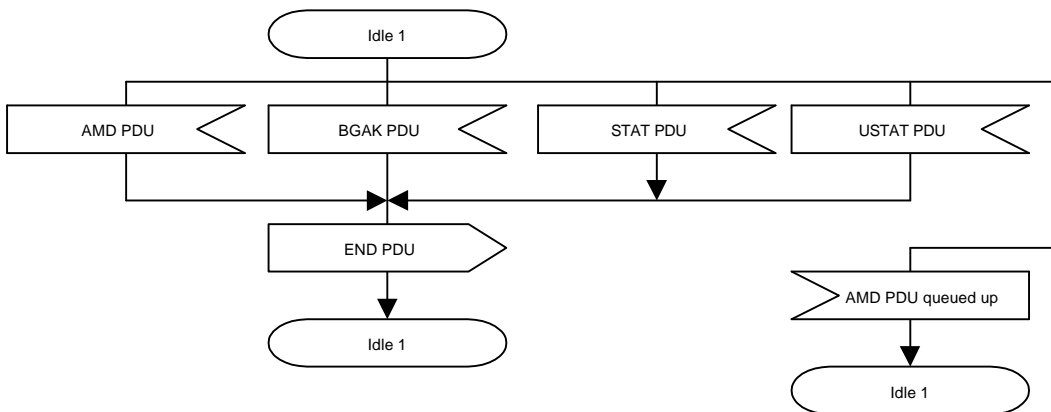 Idle 1
AMD PDU
BGAK PDU
STAT PDU
USTAT PDU
END PDU
AMD PDU queued up
Idle 1
Idle 1